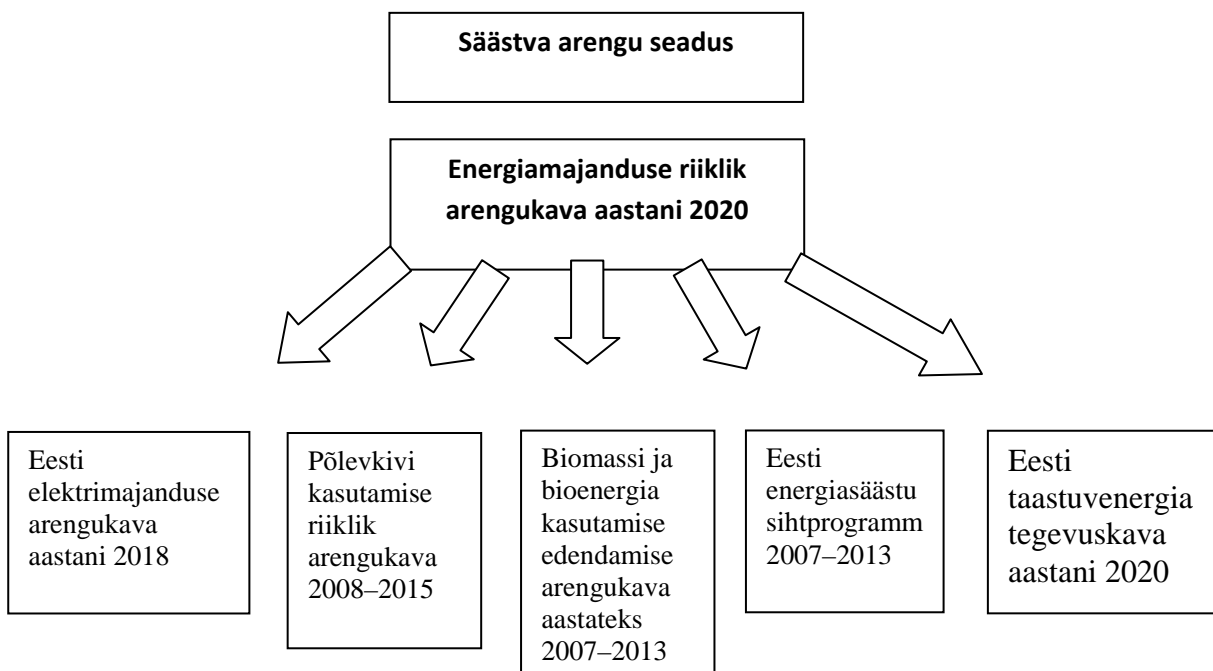 Säästva arengu seadus
Energiamajanduse riiklik
arengukava aastani 2020
Eesti
elektrimajanduse
arengukava
aastani 2018
Põlevkivi
kasutamise
riiklik
arengukava
2008–2015
Biomassi ja
bioenergia
kasutamise
edendamise
arengukava
aastateks
2007–2013
Eesti
energiasäästu
sihtprogramm
2007–2013
Eesti
taastuvenergia
tegevuskava
aastani 2020